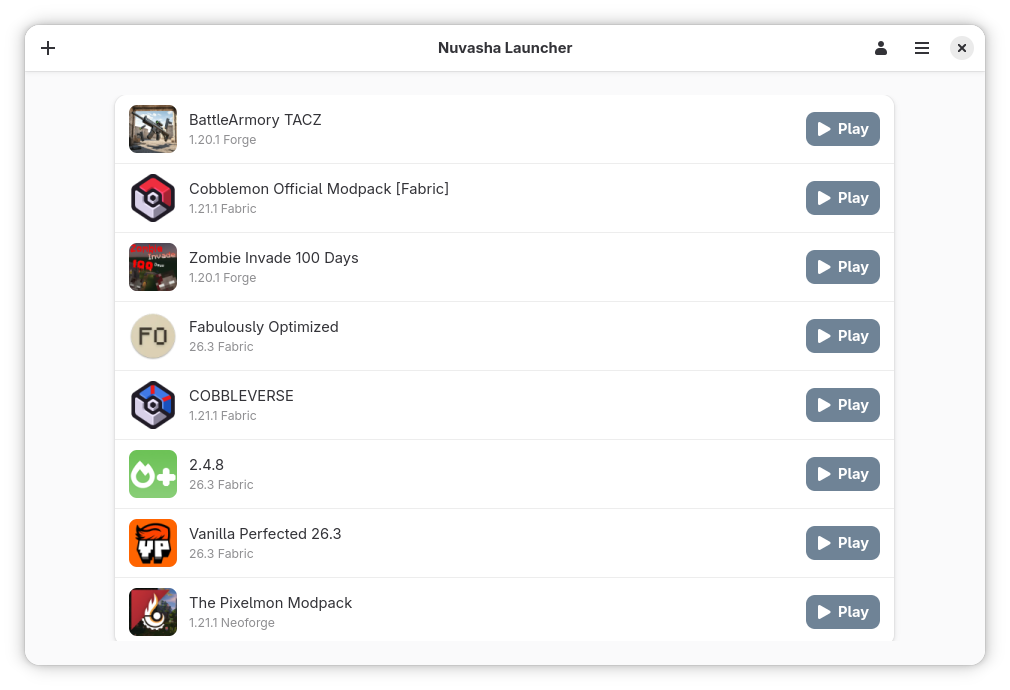 Nuvasha Launcher
BattleArmory TACZ
1.20.1 Forge
Play
Cobblemon Official Modpack [Fabric]
1.21.1 Fabric
Play
Zombie Invade 100 Days
1.20.1 Forge
Play
Invade
100
Days
Fabulously Optimized
26.3 Fabric
Play
FO
COBBLEVERSE
1.21.1 Fabric
Play
2.4.8
26.3 Fabric
Play
Vanilla Perfected 26.3
26.3 Fabric
Play
VP
The Pixelmon Modpack
1.21.1 Neoforge
Play